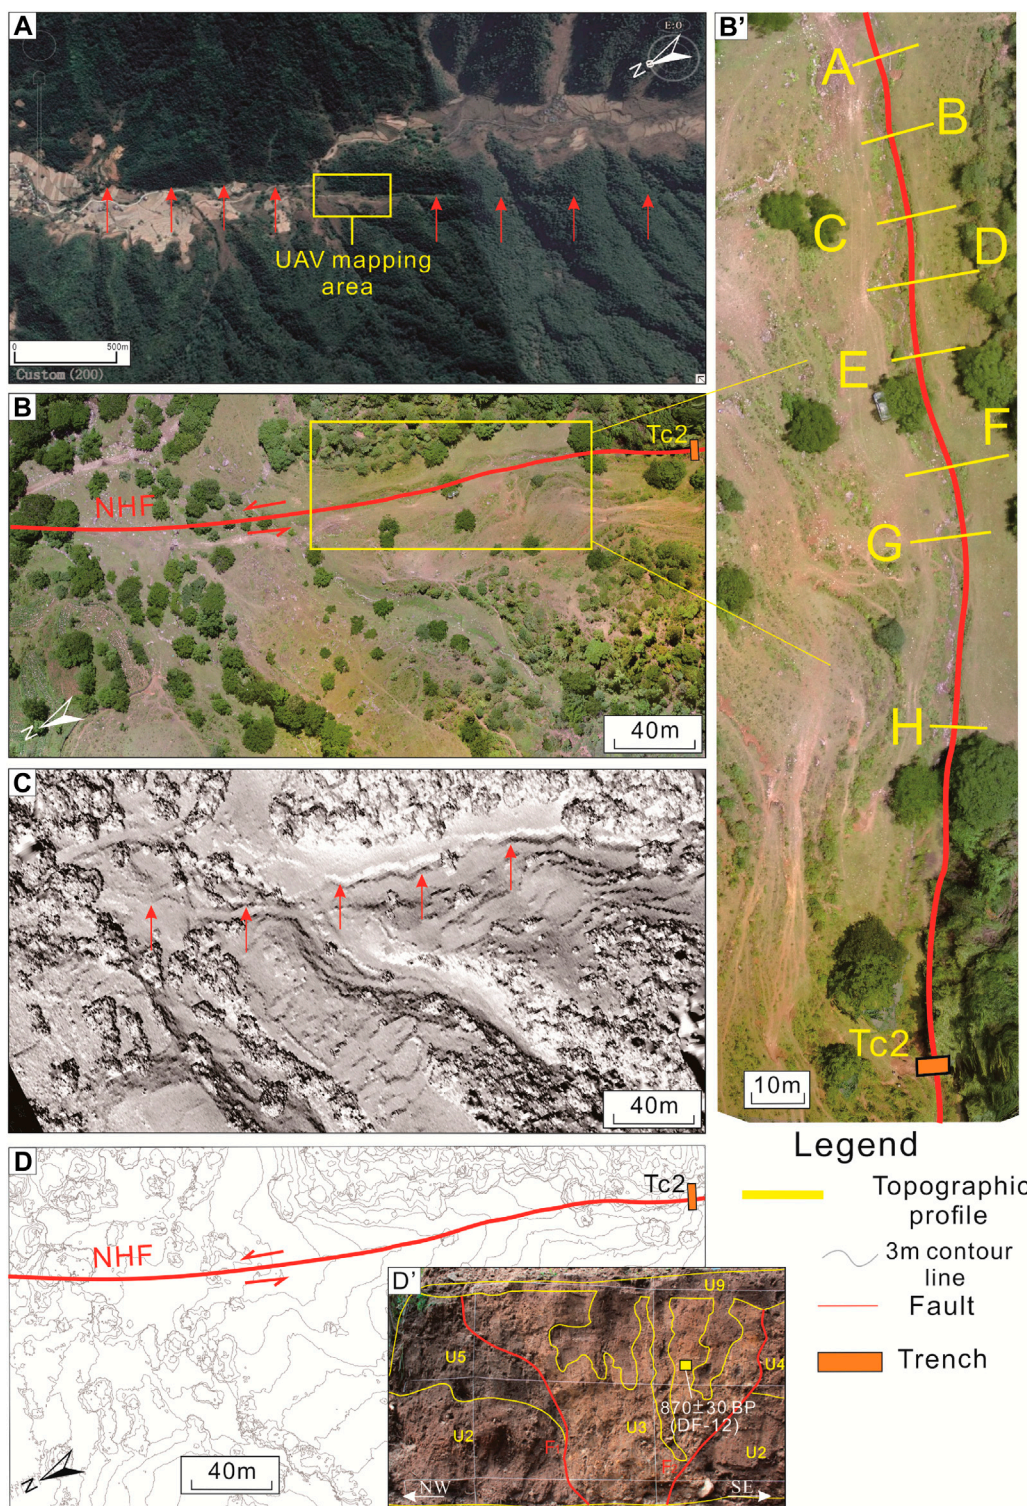 A
E:0
N
UAV mapping
area
0
500m
Custom (200)
B
Tc2
NHF
N
40m
C
40m
D
Tc2
NHF
N
40m
D'
U9
U5
U4
870±30 BP
(DF-12)
U3
U2
U2
NW
SE
B'
A
B
C
D
E
F
G
H
Tc2
10m
Legend
Topographic
profile
3m contour
line
Fault
Trench